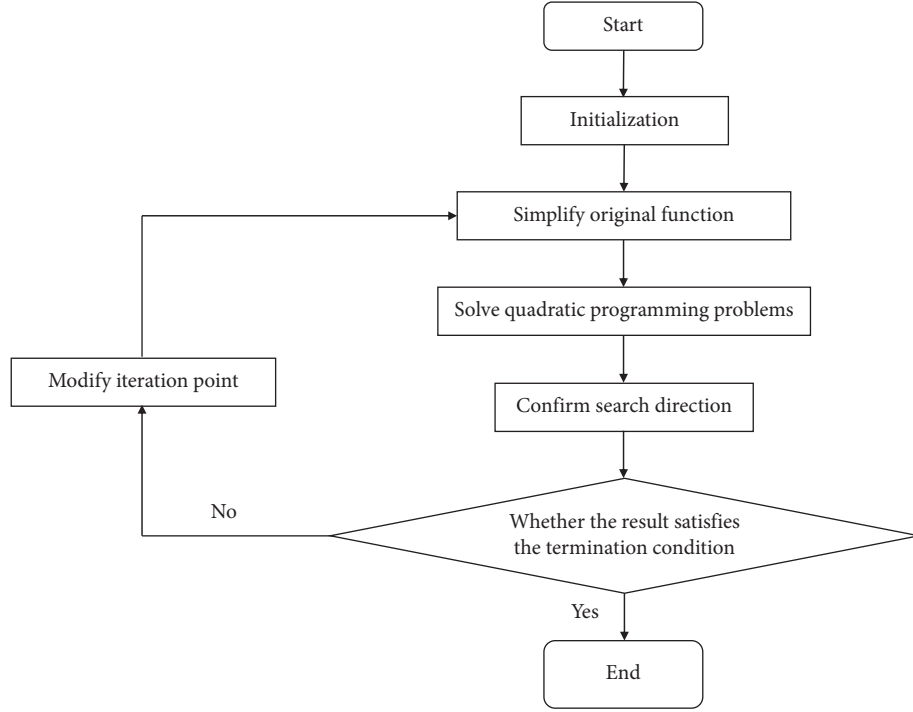 Start
Initialization
Simplify original function
Solve quadratic programming problems
Modify iteration point
Confirm search direction
No
Whether the result satisfies
the termination condition
Yes
End